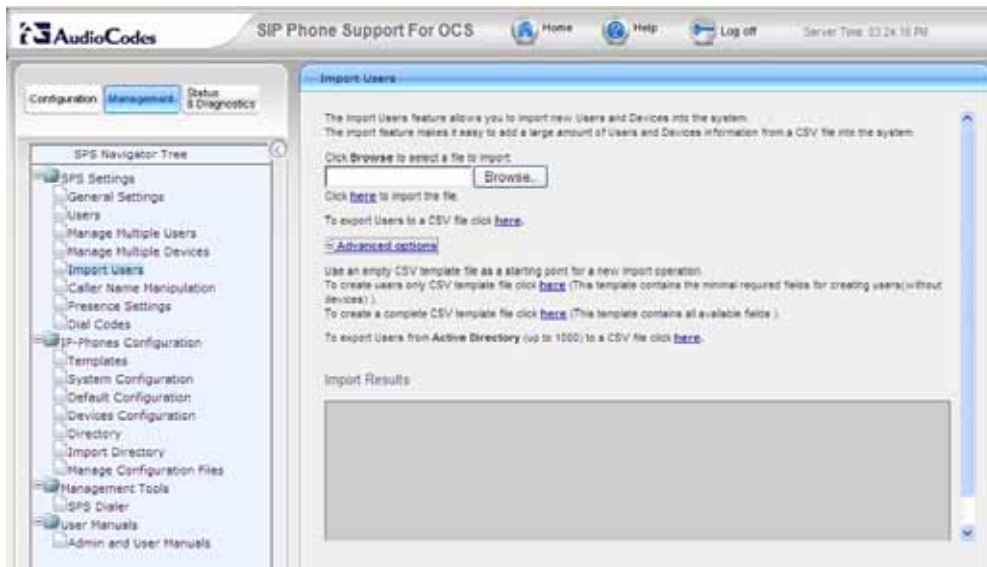 AudioCodes
SIP Phone Support For OCS
Home
Help
Log off
Server Time: 03:24:18 PM
Configuration
Management
Status
& Diagnostics
SPS Navigator Tree
SPS Settings
General Settings
Users
Manage Multiple Users
Manage Multiple Devices
Import Users
Caller Name Manipulation
Presence Settings
Dial Codes
IP-Phones Configuration
Templates
System Configuration
Default Configuration
Devices Configuration
Directory
Import Directory
Manage Configuration Files
Management Tools
SPS Dialer
User Manuals
Admin and User Manuals
Import Users
The Import Users feature allows you to import new Users and Devices into the system.
The import feature makes it easy to add a large amount of Users and Devices information from a CSV file into the system
Click Browse to select a file to import:
Browse..
Click here to import the file.
To export Users to a CSV file click here.
Advanced options
Use an empty CSV template file as a starting point for a new import operation.
To create users only CSV template file click here (This template contains the minimal required fields for creating users(without
devices) ).
To create a complete CSV template file click here (This template contains all available fields ).
To export Users from Active Directory (up to 1000) to a CSV file click here.
Import Results